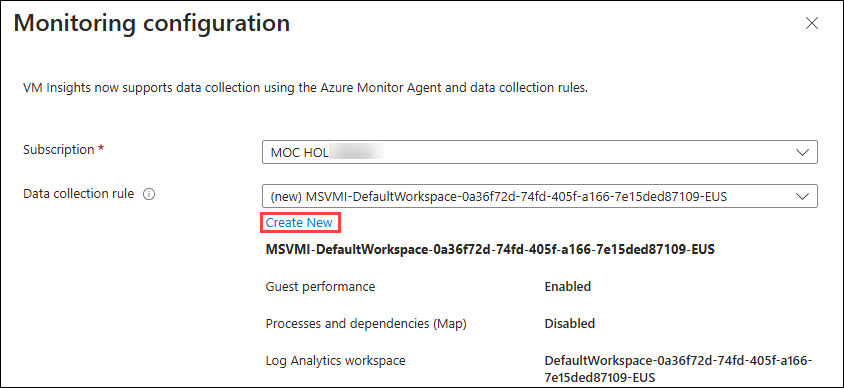 Monitoring configuration
VM Insights now supports data collection using the Azure Monitor Agent and data collection rules.
Subscription *
MOC HOL
Data collection rule
(new) MSVMI-DefaultWorkspace-0a36f72d-74fd-405f-a166-7e15ded87109-EUS
Create New
MSVMI-DefaultWorkspace-0a36f72d-74fd-405f-a166-7e15ded87109-EUS
Guest performance Enabled
Processes and dependencies (Map) Disabled
Log Analytics workspace DefaultWorkspace-0a36f72d-74fd-405f-a166-
7e15ded87109-EUS